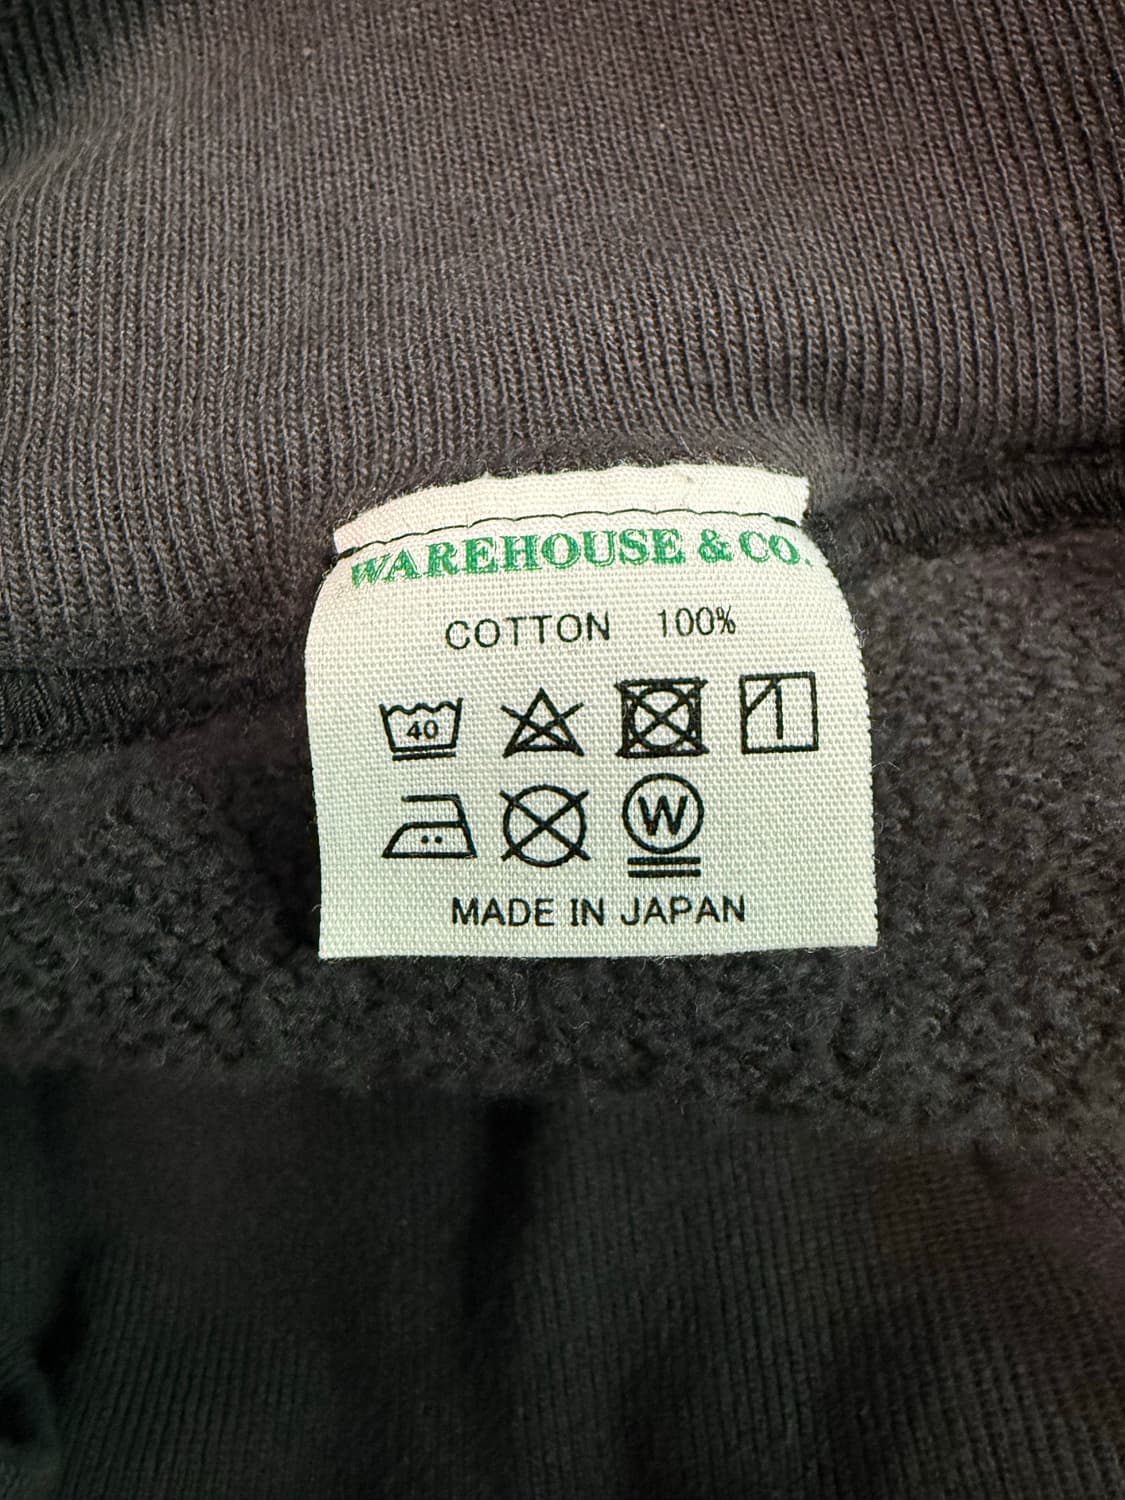 WAREHOUSE & CO.
COTTON 100%
40
W
MADE IN JAPAN